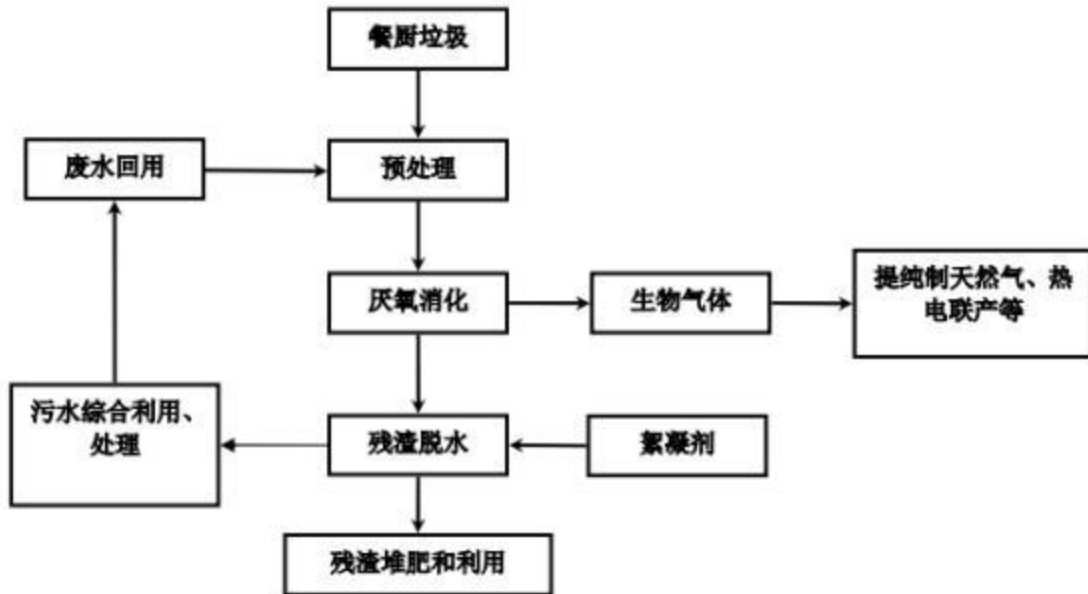 餐厨垃圾
废水回用
预处理
厌氧消化
生物气体
提纯制天然气、热
电联产等
污水综合利用、
处理
残渣脱水
絮凝剂
残渣堆肥和利用